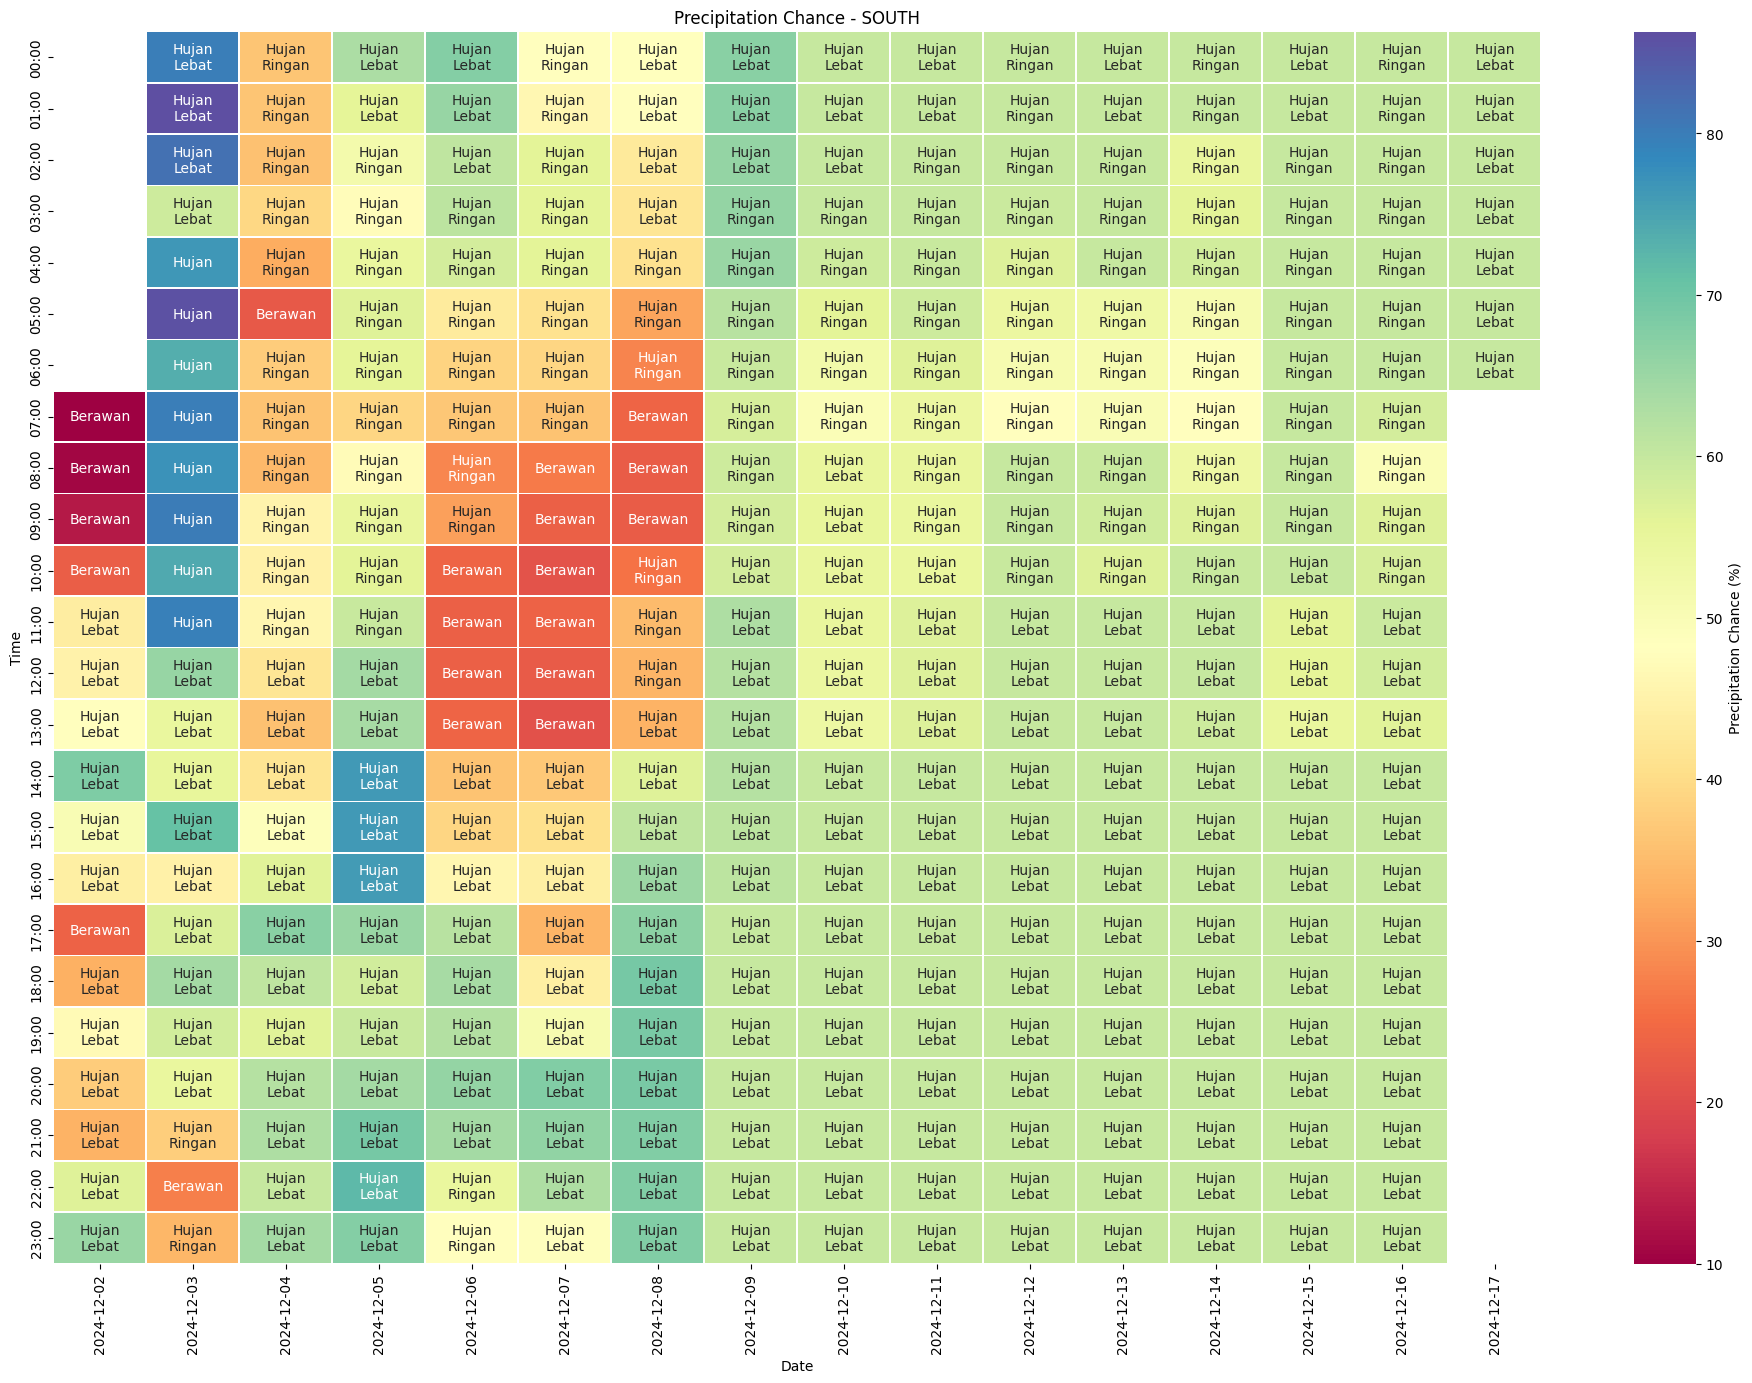 Precipitation Chance - SOUTH
00:00 Hujan Lebat Hujan Ringan Hujan Lebat Hujan Lebat Hujan Ringan Hujan Lebat Hujan Lebat Hujan Lebat Hujan Lebat Hujan Ringan Hujan Lebat Hujan Ringan Hujan Lebat Hujan Ringan Hujan Lebat
01:00 Hujan Lebat Hujan Ringan Hujan Lebat Hujan Lebat Hujan Ringan Hujan Lebat Hujan Lebat Hujan Lebat Hujan Lebat Hujan Ringan Hujan Lebat Hujan Ringan Hujan Lebat Hujan Ringan Hujan Lebat
02:00 Hujan Lebat Hujan Ringan Hujan Ringan Hujan Lebat Hujan Ringan Hujan Lebat Hujan Lebat Hujan Lebat Hujan Ringan Hujan Ringan Hujan Ringan Hujan Ringan Hujan Ringan Hujan Ringan Hujan Lebat
03:00 Hujan Lebat Hujan Ringan Hujan Ringan Hujan Ringan Hujan Ringan Hujan Lebat Hujan Ringan Hujan Ringan Hujan Ringan Hujan Ringan Hujan Ringan Hujan Ringan Hujan Ringan Hujan Ringan Hujan Lebat
04:00 Hujan Hujan Ringan Hujan Ringan Hujan Ringan Hujan Ringan Hujan Ringan Hujan Ringan Hujan Ringan Hujan Ringan Hujan Ringan Hujan Ringan Hujan Ringan Hujan Ringan Hujan Ringan Hujan Lebat
05:00 Hujan Berawan Hujan Ringan Hujan Ringan Hujan Ringan Hujan Ringan Hujan Ringan Hujan Ringan Hujan Ringan Hujan Ringan Hujan Ringan Hujan Ringan Hujan Ringan Hujan Ringan Hujan Lebat
06:00 Hujan Hujan Ringan Hujan Ringan Hujan Ringan Hujan Ringan Hujan Ringan Hujan Ringan Hujan Ringan Hujan Ringan Hujan Ringan Hujan Ringan Hujan Ringan Hujan Ringan Hujan Ringan Hujan Lebat
07:00 Berawan Hujan Hujan Ringan Hujan Ringan Hujan Ringan Hujan Ringan Berawan Hujan Ringan Hujan Ringan Hujan Ringan Hujan Ringan Hujan Ringan Hujan Ringan Hujan Ringan Hujan Ringan
08:00 Berawan Hujan Hujan Ringan Hujan Ringan Hujan Ringan Berawan Berawan Hujan Ringan Hujan Lebat Hujan Ringan Hujan Ringan Hujan Ringan Hujan Ringan Hujan Ringan Hujan Ringan
09:00 Berawan Hujan Hujan Ringan Hujan Ringan Hujan Ringan Berawan Berawan Hujan Ringan Hujan Lebat Hujan Ringan Hujan Ringan Hujan Ringan Hujan Ringan Hujan Ringan Hujan Ringan
10:00 Berawan Hujan Hujan Ringan Hujan Ringan Berawan Berawan Hujan Ringan Hujan Lebat Hujan Lebat Hujan Lebat Hujan Ringan Hujan Ringan Hujan Ringan Hujan Lebat Hujan Ringan
11:00 Hujan Lebat Hujan Hujan Ringan Hujan Ringan Berawan Berawan Hujan Ringan Hujan Lebat Hujan Lebat Hujan Lebat Hujan Lebat Hujan Lebat Hujan Lebat Hujan Lebat Hujan Lebat
12:00 Hujan Lebat Hujan Lebat Hujan Lebat Hujan Lebat Berawan Berawan Hujan Ringan Hujan Lebat Hujan Lebat Hujan Lebat Hujan Lebat Hujan Lebat Hujan Lebat Hujan Lebat Hujan Lebat
13:00 Hujan Lebat Hujan Lebat Hujan Lebat Hujan Lebat Berawan Berawan Hujan Lebat Hujan Lebat Hujan Lebat Hujan Lebat Hujan Lebat Hujan Lebat Hujan Lebat Hujan Lebat Hujan Lebat
14:00 Hujan Lebat Hujan Lebat Hujan Lebat Hujan Lebat Hujan Lebat Hujan Lebat Hujan Lebat Hujan Lebat Hujan Lebat Hujan Lebat Hujan Lebat Hujan Lebat Hujan Lebat Hujan Lebat Hujan Lebat
15:00 Hujan Lebat Hujan Lebat Hujan Lebat Hujan Lebat Hujan Lebat Hujan Lebat Hujan Lebat Hujan Lebat Hujan Lebat Hujan Lebat Hujan Lebat Hujan Lebat Hujan Lebat Hujan Lebat Hujan Lebat
16:00 Hujan Lebat Hujan Lebat Hujan Lebat Hujan Lebat Hujan Lebat Hujan Lebat Hujan Lebat Hujan Lebat Hujan Lebat Hujan Lebat Hujan Lebat Hujan Lebat Hujan Lebat Hujan Lebat Hujan Lebat
17:00 Berawan Hujan Lebat Hujan Lebat Hujan Lebat Hujan Lebat Hujan Lebat Hujan Lebat Hujan Lebat Hujan Lebat Hujan Lebat Hujan Lebat Hujan Lebat Hujan Lebat Hujan Lebat Hujan Lebat
18:00 Hujan Lebat Hujan Lebat Hujan Lebat Hujan Lebat Hujan Lebat Hujan Lebat Hujan Lebat Hujan Lebat Hujan Lebat Hujan Lebat Hujan Lebat Hujan Lebat Hujan Lebat Hujan Lebat Hujan Lebat
19:00 Hujan Lebat Hujan Lebat Hujan Lebat Hujan Lebat Hujan Lebat Hujan Lebat Hujan Lebat Hujan Lebat Hujan Lebat Hujan Lebat Hujan Lebat Hujan Lebat Hujan Lebat Hujan Lebat Hujan Lebat
20:00 Hujan Lebat Hujan Lebat Hujan Lebat Hujan Lebat Hujan Lebat Hujan Lebat Hujan Lebat Hujan Lebat Hujan Lebat Hujan Lebat Hujan Lebat Hujan Lebat Hujan Lebat Hujan Lebat Hujan Lebat
21:00 Hujan Lebat Hujan Ringan Hujan Lebat Hujan Lebat Hujan Lebat Hujan Lebat Hujan Lebat Hujan Lebat Hujan Lebat Hujan Lebat Hujan Lebat Hujan Lebat Hujan Lebat Hujan Lebat Hujan Lebat
22:00 Hujan Lebat Berawan Hujan Lebat Hujan Lebat Hujan Ringan Hujan Lebat Hujan Lebat Hujan Lebat Hujan Lebat Hujan Lebat Hujan Lebat Hujan Lebat Hujan Lebat Hujan Lebat Hujan Lebat
23:00 Hujan Lebat Hujan Ringan Hujan Lebat Hujan Lebat Hujan Ringan Hujan Lebat Hujan Lebat Hujan Lebat Hujan Lebat Hujan Lebat Hujan Lebat Hujan Lebat Hujan Lebat Hujan Lebat Hujan Lebat
Time
2024-12-02
2024-12-03
2024-12-04
2024-12-05
2024-12-06
2024-12-07
2024-12-08
2024-12-09
2024-12-10
2024-12-11
2024-12-12
2024-12-13
2024-12-14
2024-12-15
2024-12-16
2024-12-17
Date
80
70
60
50
40
30
20
10
Precipitation Chance (%)